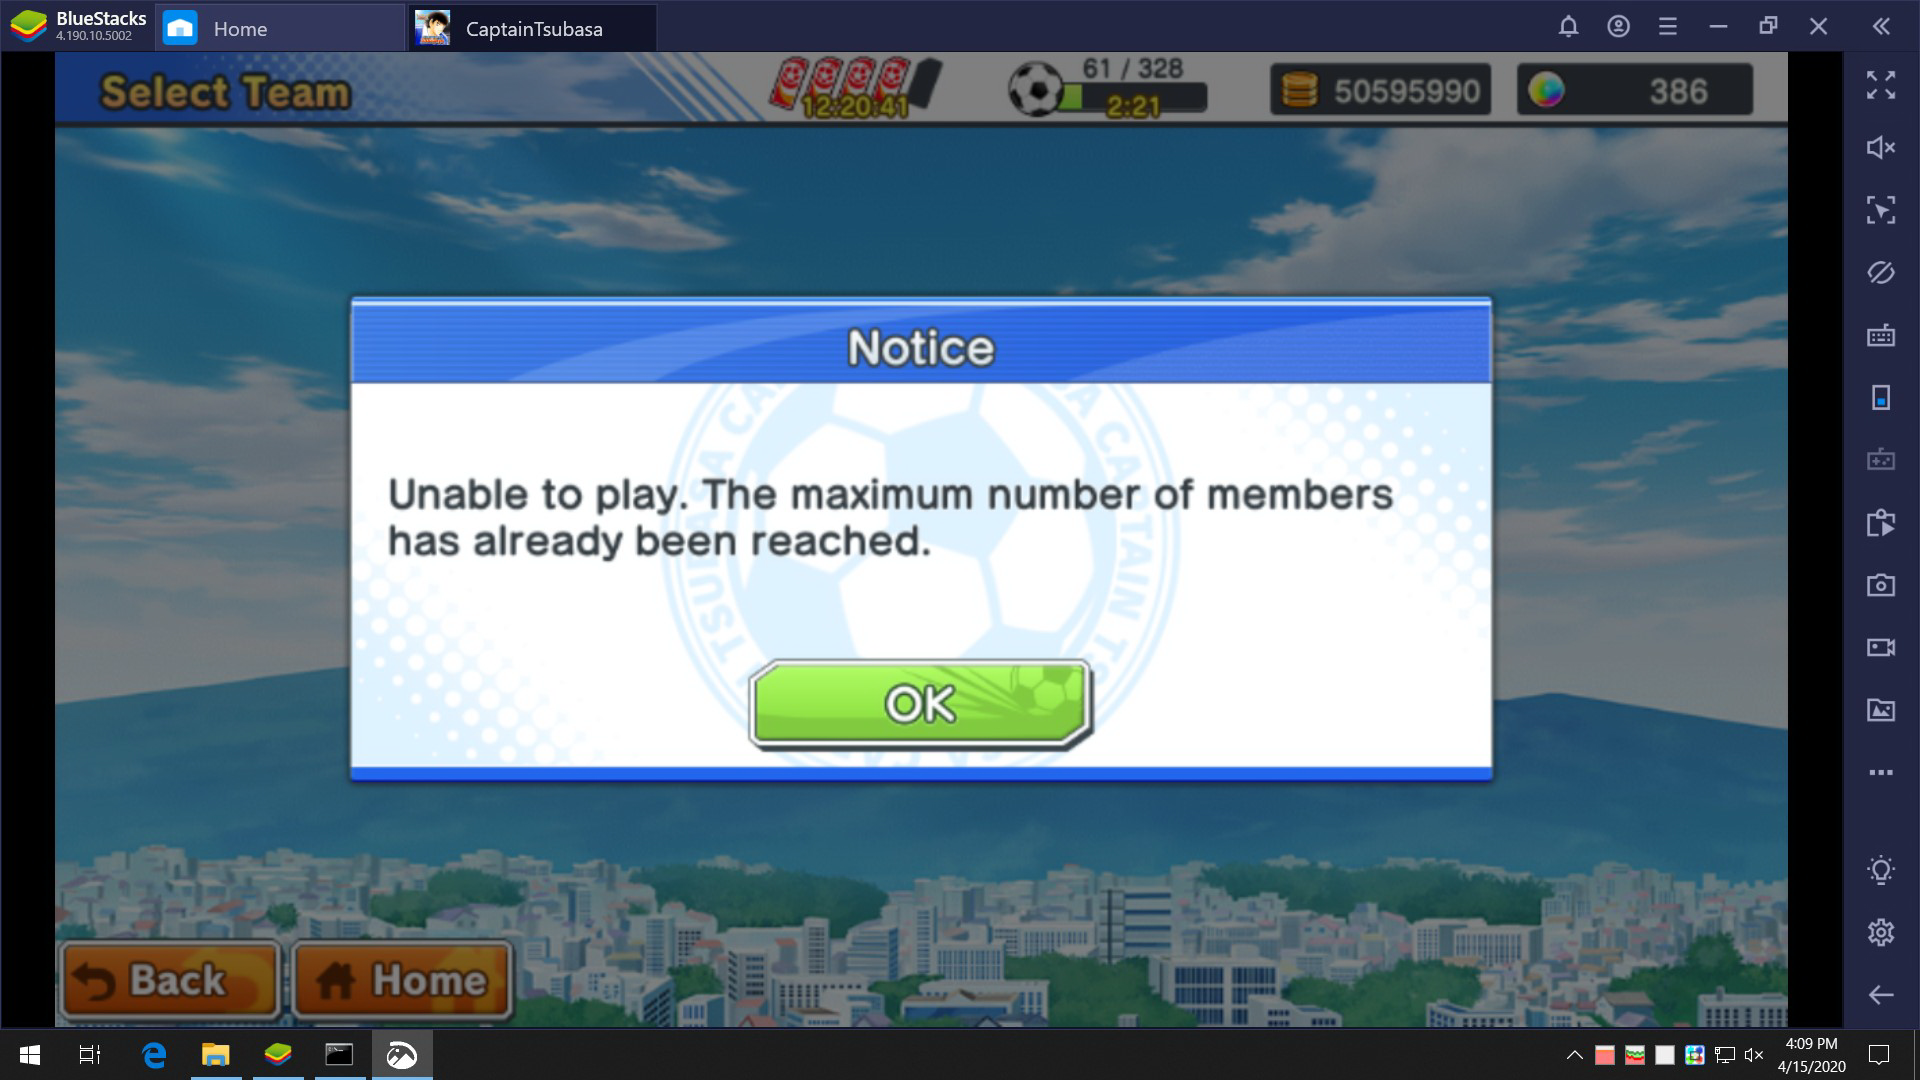 BlueStacks
4.190.10.5002
Home
CaptainTsubasa
Select Team
12:20:41
61 / 328
2:21
50595990
386
Notice
Unable to play. The maximum number of members
has already been reached.
OK
Back
Home
4:09 PM
4/15/2020